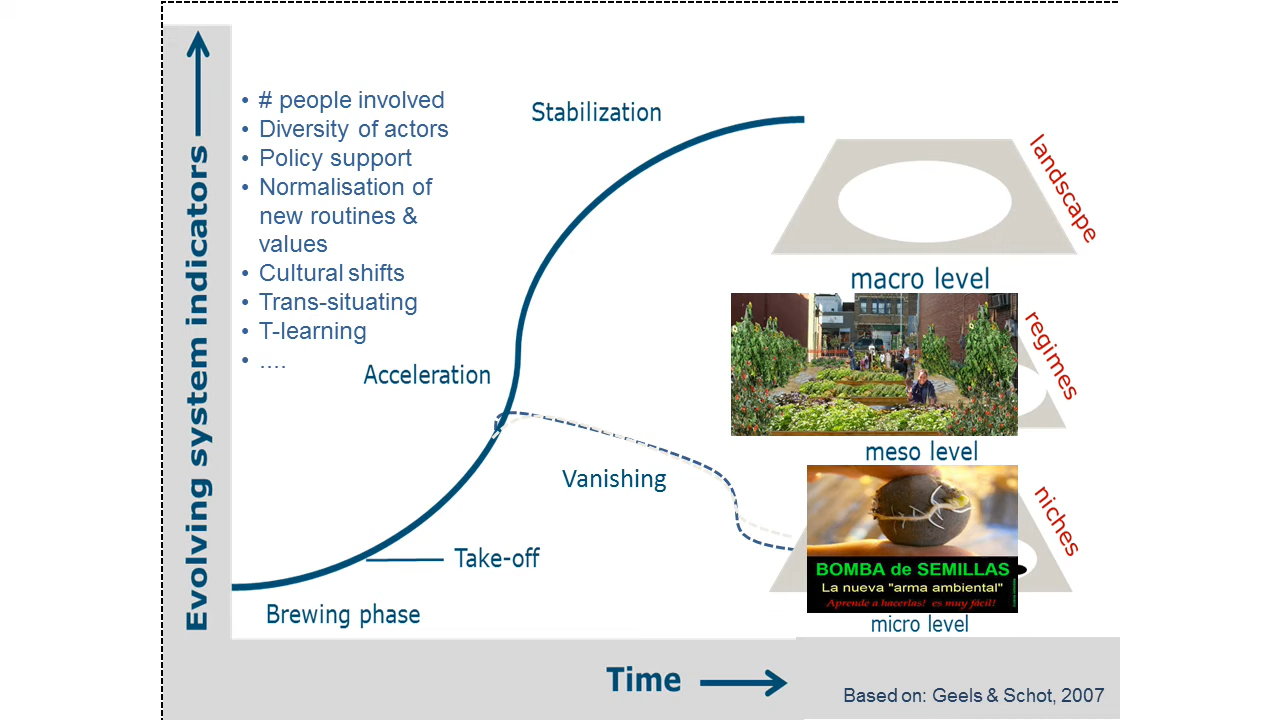 Evolving system indicators
• # people involved
• Diversity of actors
• Policy support
• Normalisation of
new routines &
values
• Cultural shifts
• Trans-situating
• T-learning
• ....
Stabilization
Acceleration
Vanishing
Take-off
Brewing phase
landscape
macro level
regimes
meso level
niches
BOMBA de SEMILLAS
La nueva "arma ambiental"
Aprende a hacerlas! es muy fácil!
micro level
Time
Based on: Geels & Schot, 2007